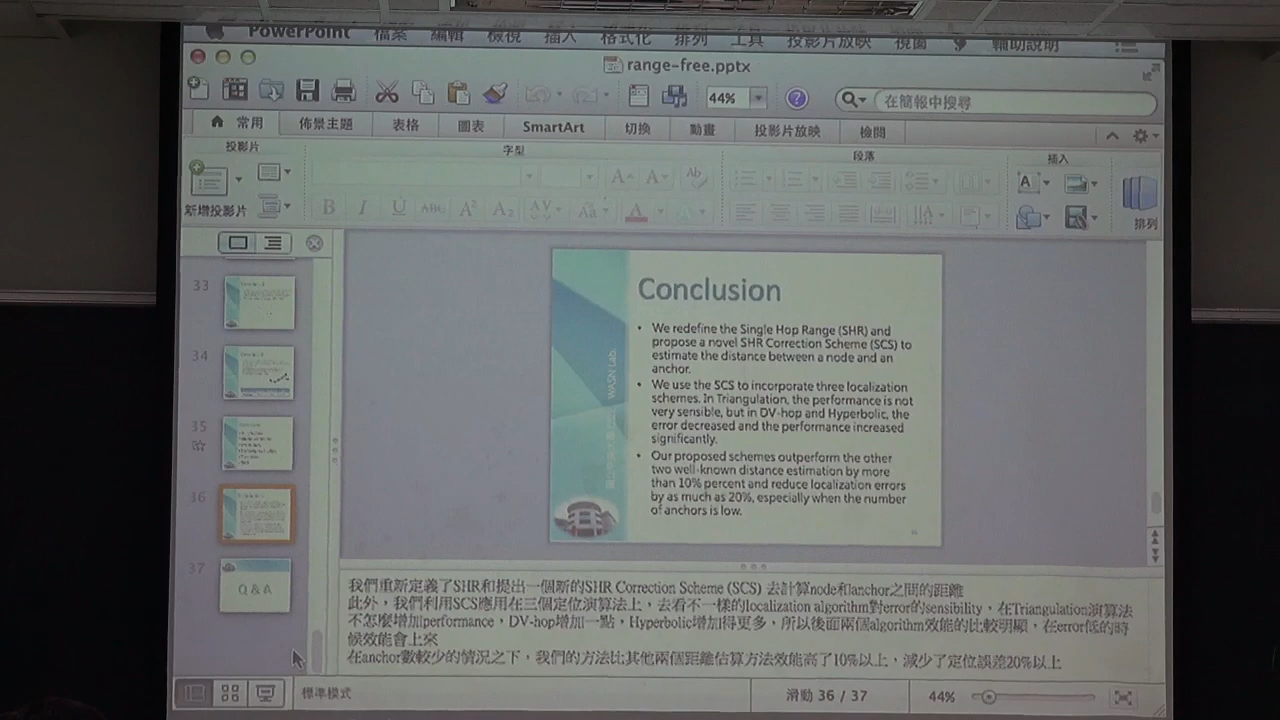 PowerPoint 檔案 編輯 檢視 插入 格式化 排列 工具 投影片放映 視窗 輔助說明
range-free.pptx
44% 在簡報中搜尋
常用 佈景主題 表格 圖表 SmartArt 切換 動畫 投影片放映 檢閱
投影片 字型 段落 插入
新增投影片 排列
33
34
35
36
37
Q & A
Conclusion
WASN Lab.
• We redefine the Single Hop Range (SHR) and
propose a novel SHR Correction Scheme (SCS) to
estimate the distance between a node and an
anchor.
• We use the SCS to incorporate three localization
schemes. In Triangulation, the performance is not
very sensible, but in DV-hop and Hyperbolic, the
error decreased and the performance increased
significantly.
• Our proposed schemes outperform the other
two well-known distance estimation by more
than 10% percent and reduce localization errors
by as much as 20%, especially when the number
of anchors is low.
我們重新定義了SHR和提出一個新的SHR Correction Scheme (SCS) 去計算node和anchor之間的距離
此外，我們利用SCS應用在三個定位演算法上，去看不一樣的localization algorithm對error的sensibility，在Triangulation演算法
不怎麼增加performance，DV-hop增加一點，Hyperbolic增加得更多，所以後面兩個algorithm效能的比較明顯，在error低的時
候效能會上來
在anchor數較少的情況之下，我們的方法比其他兩個距離估算方法效能高了10%以上，減少了定位誤差20%以上
標準模式 滑動 36 / 37 44%